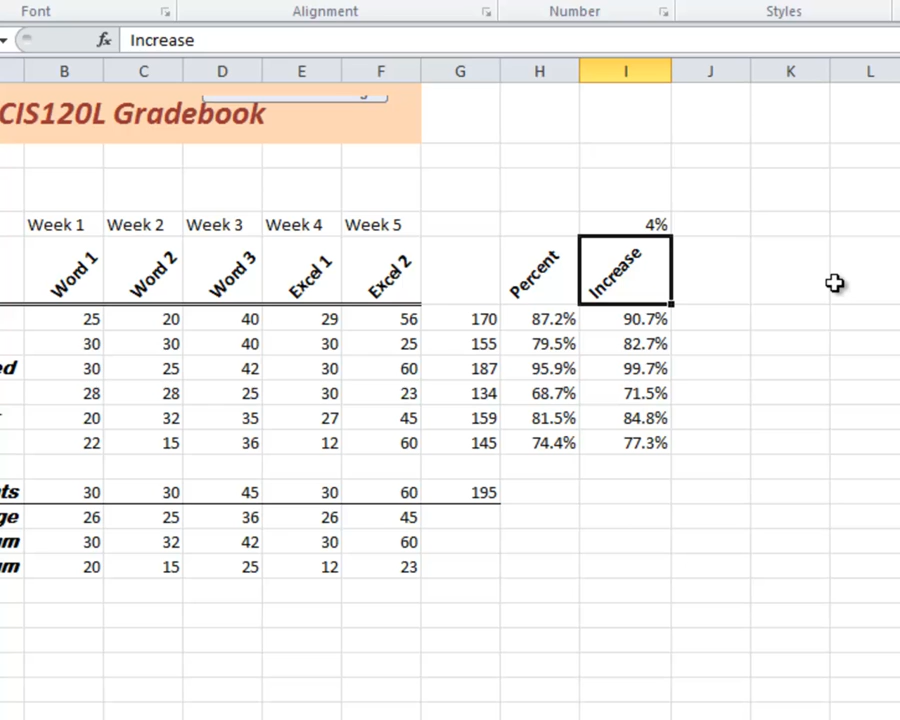 Font Alignment Number Styles
fx Increase
B C D E F G H I J K L
CIS120L Gradebook
Week 1 Week 2 Week 3 Week 4 Week 5 4%
Word 1 Word 2 Word 3 Excel 1 Excel 2 Percent Increase
25 20 40 29 56 170 87.2% 90.7%
30 30 40 30 25 155 79.5% 82.7%
ed 30 25 42 30 60 187 95.9% 99.7%
28 28 25 30 23 134 68.7% 71.5%
20 32 35 27 45 159 81.5% 84.8%
22 15 36 12 60 145 74.4% 77.3%
ts 30 30 45 30 60 195
ge 26 25 36 26 45
um 30 32 42 30 60
um 20 15 25 12 23